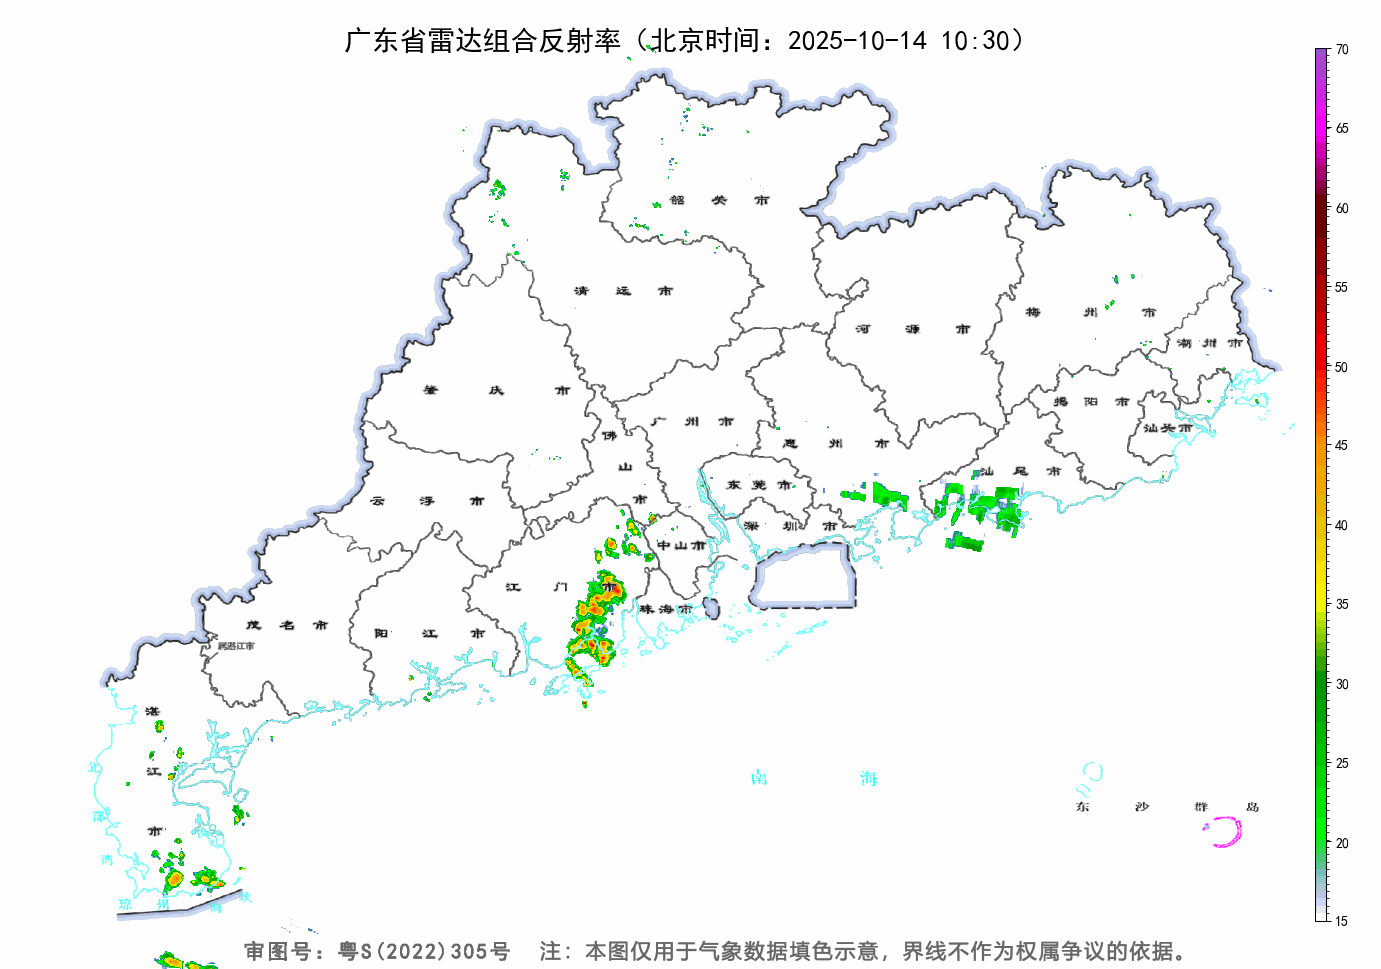 广东省雷达组合反射率（北京时间：2025-10-14 10:30）
70
65
60
55
50
45
40
35
30
25
20
15
韶关市
清远市
河源市
梅州市
潮州市
肇庆市
广州市
佛山市
惠州市
揭阳市
汕头市
汕尾市
东莞市
云浮市
深圳市
中山市
江门市
珠海市
茂名市
阳江市
属湛江市
湛江市
北部湾
南海
东沙群岛
琼州海峡
审图号：粤S(2022)305号 注：本图仅用于气象数据填色示意，界线不作为权属争议的依据。